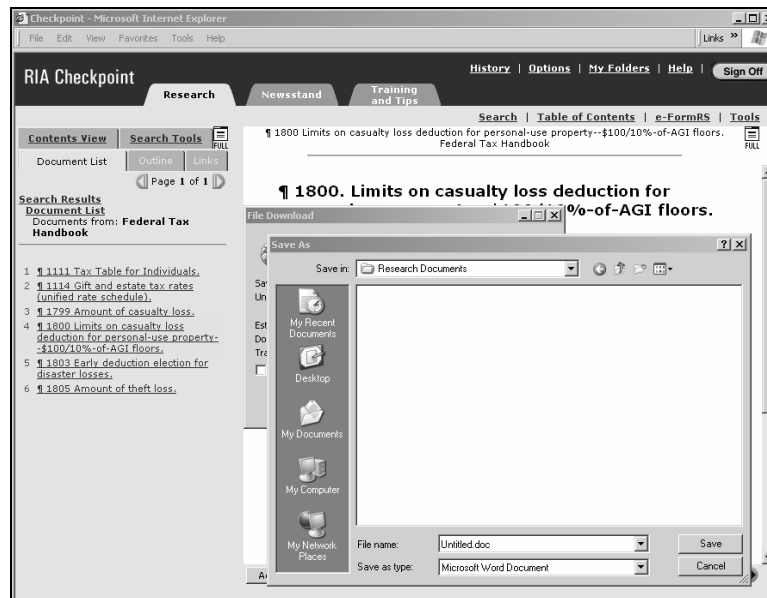 Checkpoint - Microsoft Internet Explorer
File Edit View Favorites Tools Help
Links »
RIA Checkpoint
History | Options | My Folders | Help | Sign Off
Research Newsstand Training and Tips
Search | Table of Contents | e-FormRS | Tools
Contents View Search Tools FULL
Document List Outline Links
Page 1 of 1
Search Results
Document List
Documents from: Federal Tax
Handbook
1 ¶ 1111 Tax Table for Individuals.
2 ¶ 1114 Gift and estate tax rates
(unified rate schedule).
3 ¶ 1799 Amount of casualty loss.
4 ¶ 1800 Limits on casualty loss
deduction for personal-use property-
-$100/10%-of-AGI floors.
5 ¶ 1803 Early deduction election for
disaster losses.
6 ¶ 1805 Amount of theft loss.
¶ 1800 Limits on casualty loss deduction for personal-use property--$100/10%-of-AGI floors.
Federal Tax Handbook
FULL
¶ 1800. Limits on casualty loss deduction for
%-of-AGI floors.
File Download
Save As
Save in: Research Documents
My Recent
Documents
Desktop
My Documents
My Computer
My Network
Places
File name: Untitled.doc Save
Save as type: Microsoft Word Document Cancel